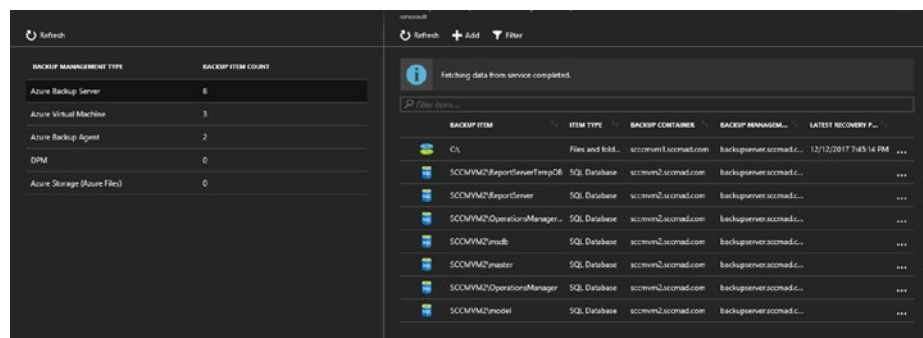 Refresh
BACKUP MANAGEMENT TYPE BACKUP ITEM COUNT
Azure Backup Server 8
Azure Virtual Machine 3
Azure Backup Agent 2
DPM 0
Azure Storage (Azure Files) 0
Refresh Add Filter
Fetching data from service completed.
Filter items...
BACKUP ITEM ITEM TYPE BACKUP CONTAINER BACKUP MANAGEM... LATEST RECOVERY P...
C:\ Files and fold... sccmvm1.sccmad.com backupserver.sccmad.c... 12/12/2017 7:45:14 PM ...
SCCMVM2\ReportServerTempDB SQL Database sccmvm2.sccmad.com backupserver.sccmad.c... ...
SCCMVM2\ReportServer SQL Database sccmvm2.sccmad.com backupserver.sccmad.c... ...
SCCMVM2\OperationsManager... SQL Database sccmvm2.sccmad.com backupserver.sccmad.c... ...
SCCMVM2\msdb SQL Database sccmvm2.sccmad.com backupserver.sccmad.c... ...
SCCMVM2\master SQL Database sccmvm2.sccmad.com backupserver.sccmad.c... ...
SCCMVM2\OperationsManager SQL Database sccmvm2.sccmad.com backupserver.sccmad.c... ...
SCCMVM2\model SQL Database sccmvm2.sccmad.com backupserver.sccmad.c... ...